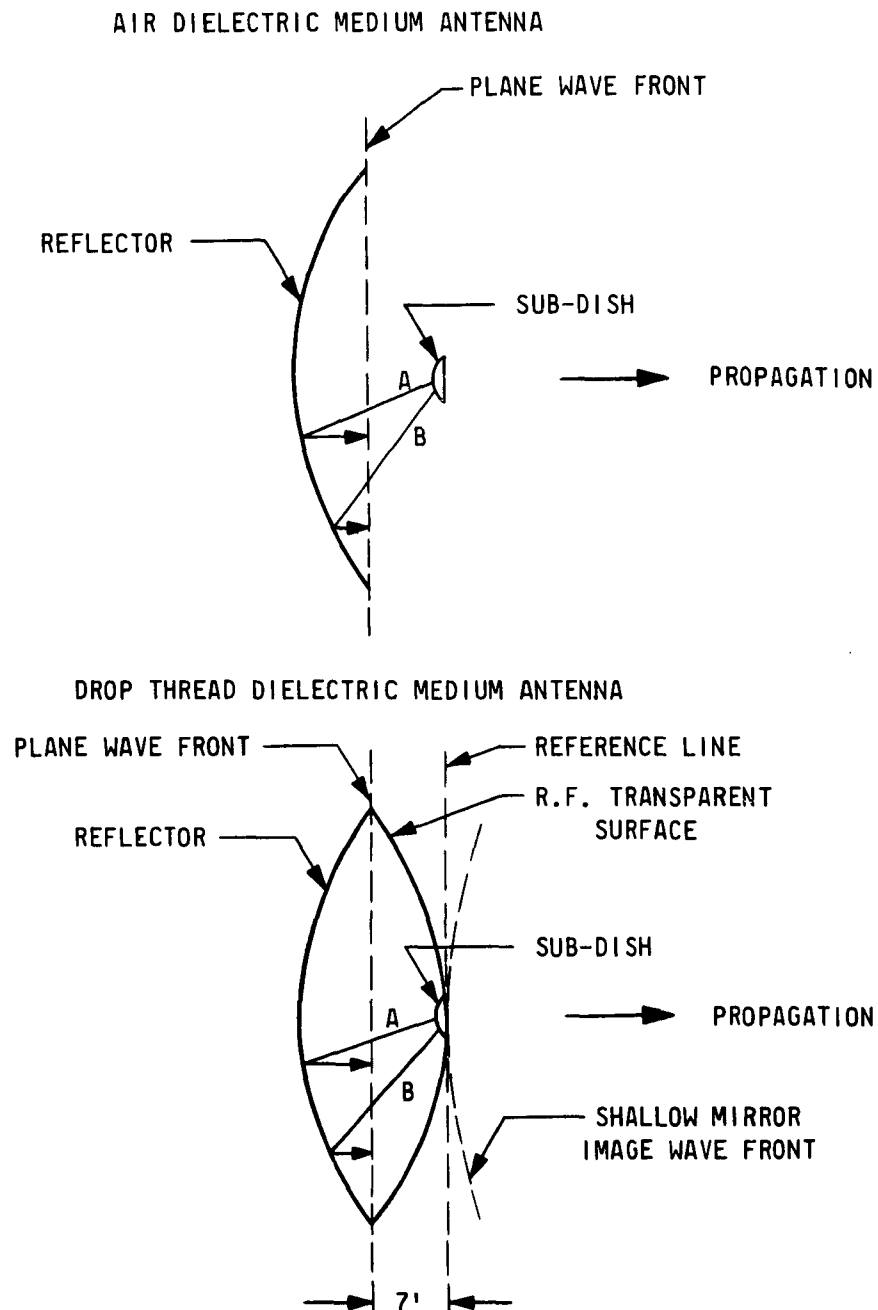 AIR DIELECTRIC MEDIUM ANTENNA
PLANE WAVE FRONT
REFLECTOR
SUB-DISH
A
PROPAGATION
B
DROP THREAD DIELECTRIC MEDIUM ANTENNA
PLANE WAVE FRONT
REFERENCE LINE
R.F. TRANSPARENT
SURFACE
REFLECTOR
SUB-DISH
A
PROPAGATION
B
SHALLOW MIRROR
IMAGE WAVE FRONT
7'